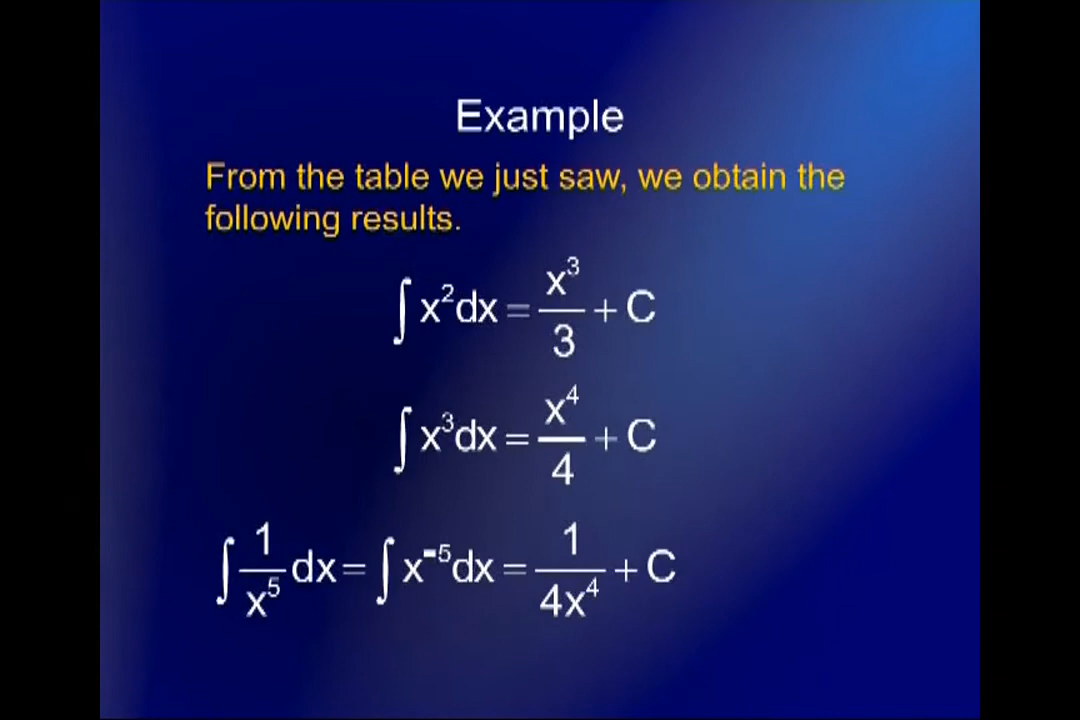 Example
From the table we just saw, we obtain the
following results.
∫ x²dx = x³/3 + C
∫ x³dx = x⁴/4 + C
∫ 1/x⁵ dx = ∫ x⁻⁵dx = 1/4x⁴ + C